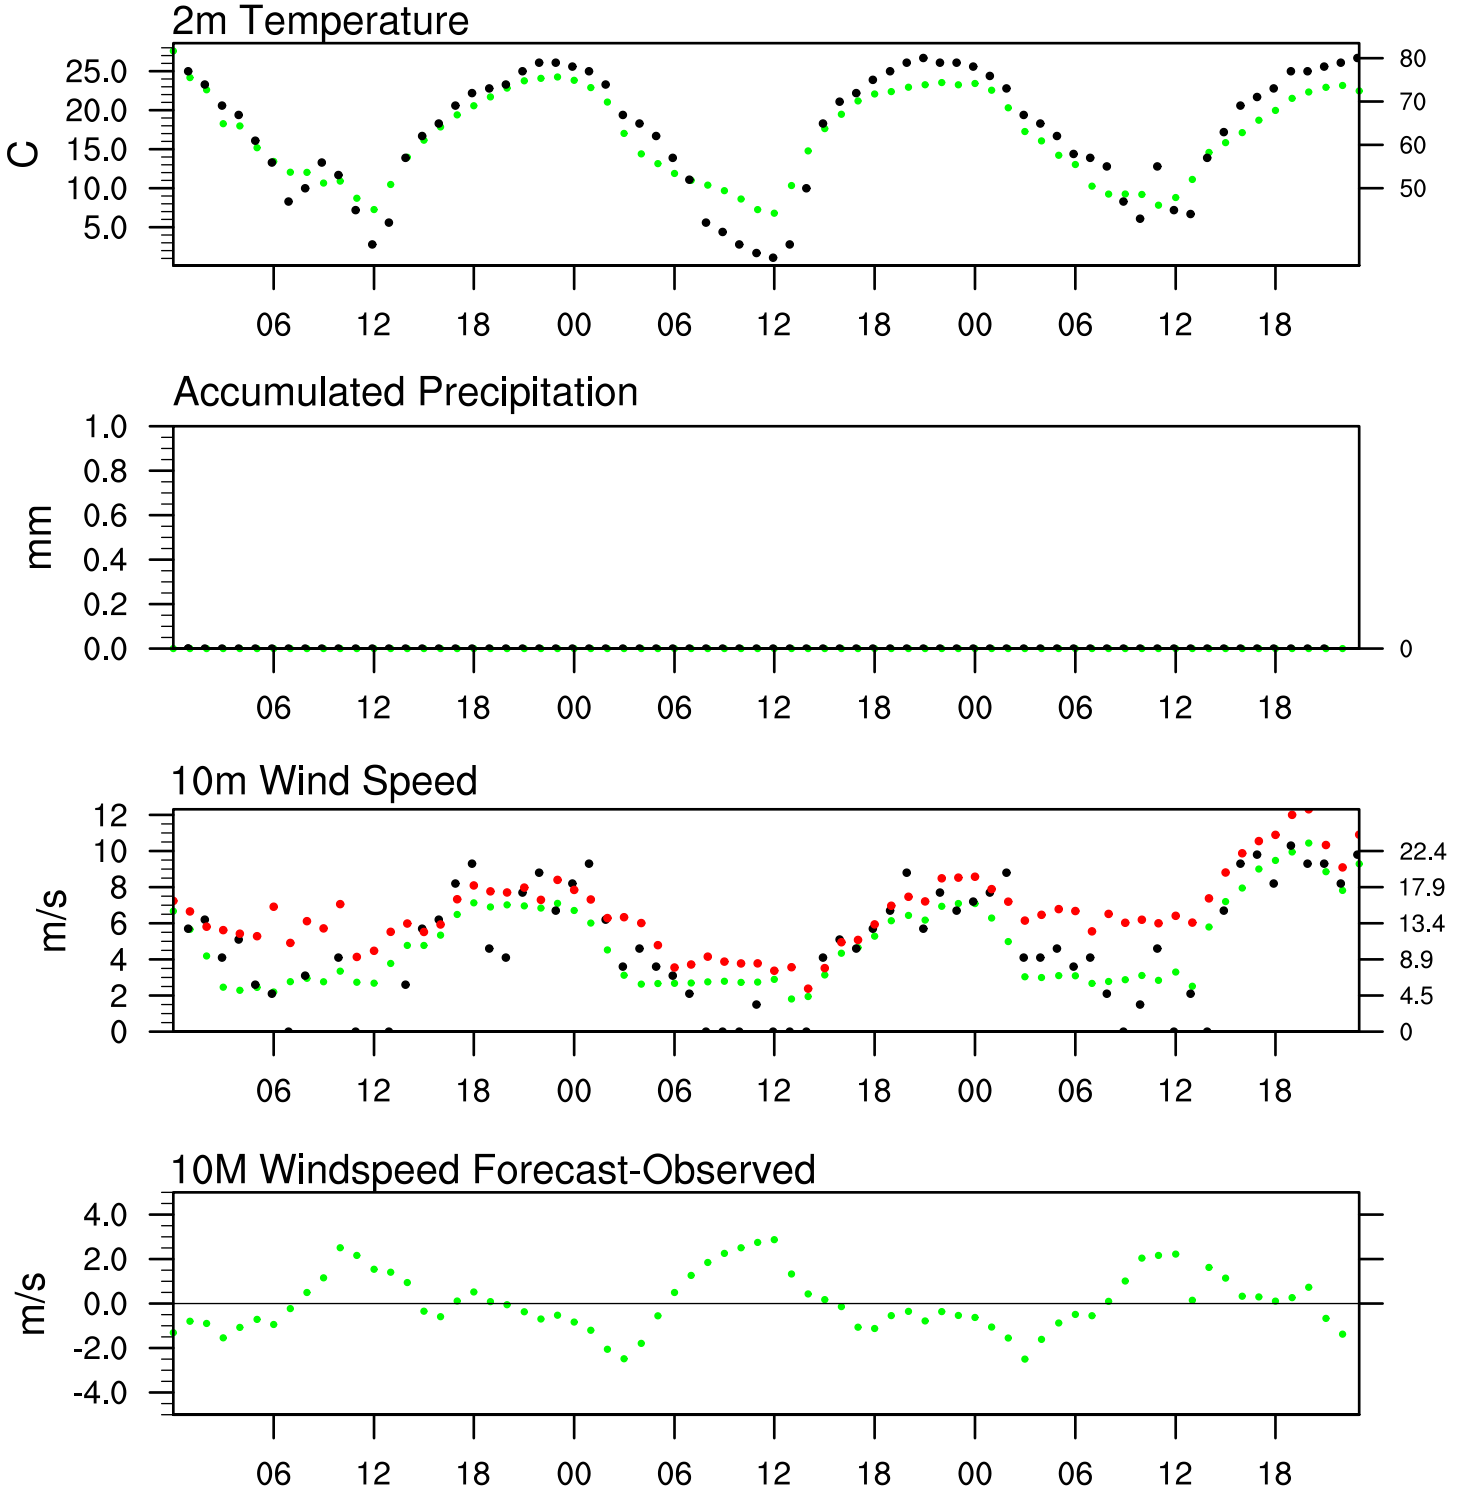 2m Temperature
25.0
20.0
15.0
10.0
5.0
C
80
70
60
50
06 12 18 00 06 12 18 00 06 12 18
Accumulated Precipitation
1.0
0.8
0.6
0.4
0.2
0.0
mm
0
06 12 18 00 06 12 18 00 06 12 18
10m Wind Speed
12
10
8
6
4
2
0
m/s
22.4
17.9
13.4
8.9
4.5
0
06 12 18 00 06 12 18 00 06 12 18
10M Windspeed Forecast-Observed
4.0
2.0
0.0
-2.0
-4.0
m/s
06 12 18 00 06 12 18 00 06 12 18